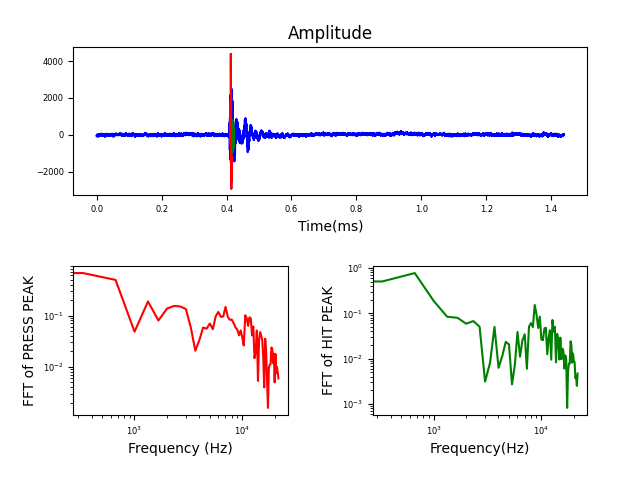 Amplitude
4000
2000
0
−2000
0.0 0.2 0.4 0.6 0.8 1.0 1.2 1.4
Time(ms)
FFT of PRESS PEAK
10⁻¹
10⁻²
10³ 10⁴
Frequency (Hz)
FFT of HIT PEAK
10⁰
10⁻¹
10⁻²
10⁻³
10³ 10⁴
Frequency(Hz)